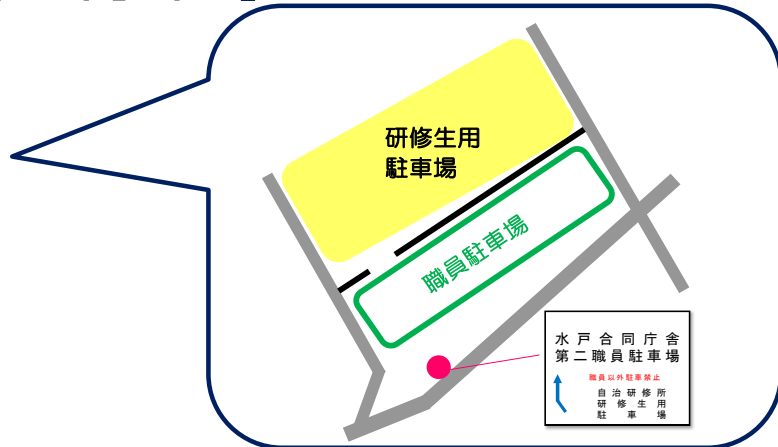 研修生用
駐車場
職員駐車場
水戸合同庁舎
第二職員駐車場
職員以外駐車禁止
自治研修所
研修生用
駐車場